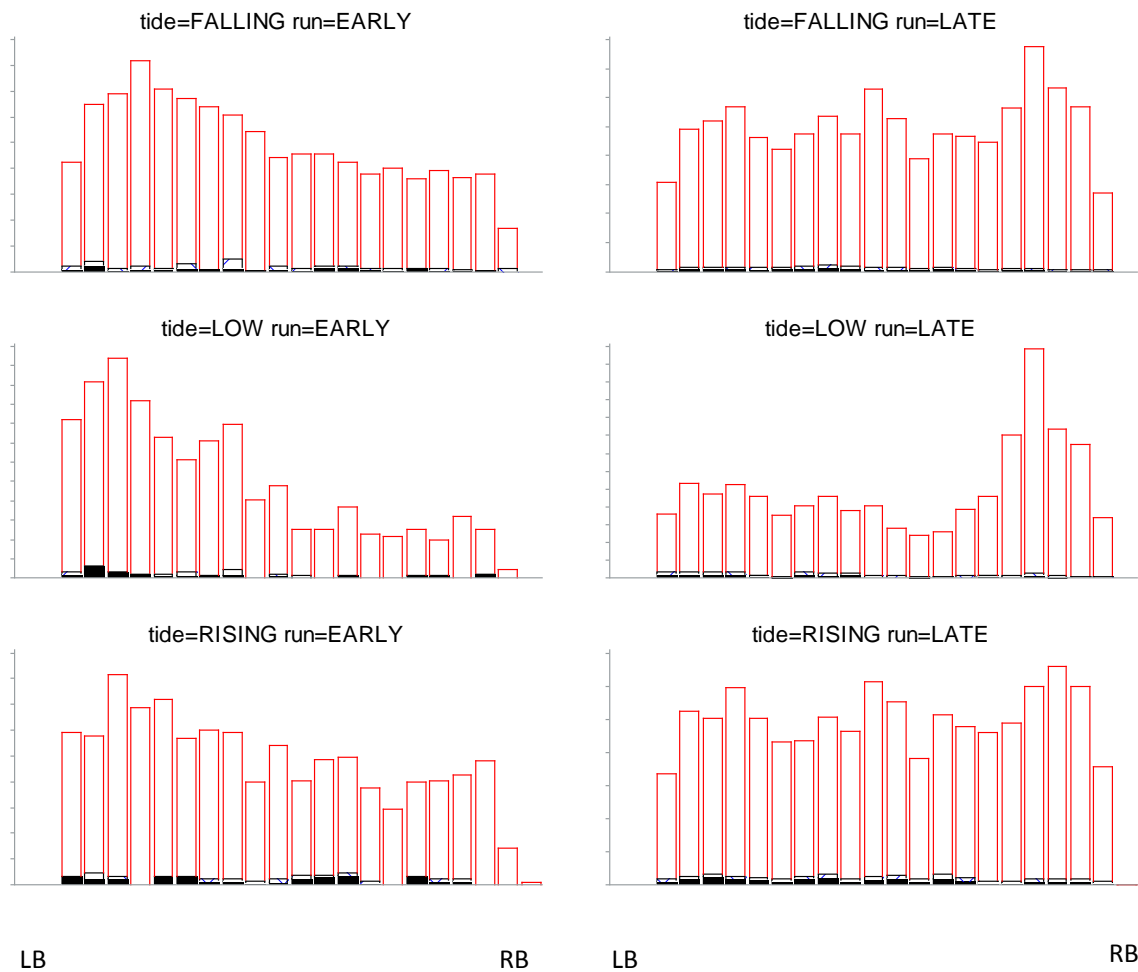 tide=FALLING run=EARLY
tide=FALLING run=LATE
tide=LOW run=EARLY
tide=LOW run=LATE
tide=RISING run=EARLY
tide=RISING run=LATE
LB
RB
LB
RB